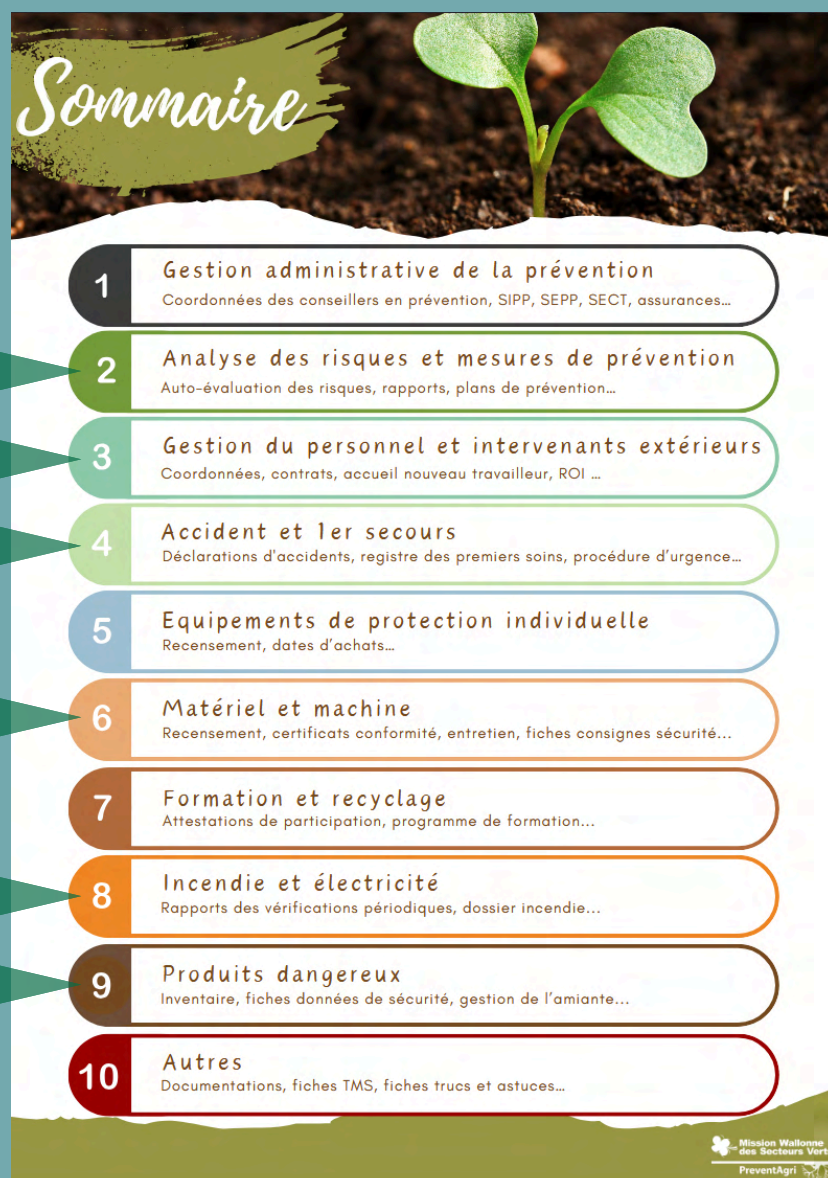 Sommaire
1
Gestion administrative de la prévention
Coordonnées des conseillers en prévention, SIPP, SEPP, SECT, assurances…
2
Analyse des risques et mesures de prévention
Auto-évaluation des risques, rapports, plans de prévention…
3
Gestion du personnel et intervenants extérieurs
Coordonnées, contrats, accueil nouveau travailleur, ROI …
4
Accident et 1er secours
Déclarations d'accidents, registre des premiers soins, procédure d’urgence…
5
Equipements de protection individuelle
Recensement, dates d’achats…
6
Matériel et machine
Recensement, certificats conformité, entretien, fiches consignes sécurité...
7
Formation et recyclage
Attestations de participation, programme de formation...
8
Incendie et électricité
Rapports des vérifications périodiques, dossier incendie...
9
Produits dangereux
Inventaire, fiches données de sécurité, gestion de l’amiante...
10
Autres
Documentations, fiches TMS, fiches trucs et astuces…
Mission Wallonne
des Secteurs Vert
PreventAgri